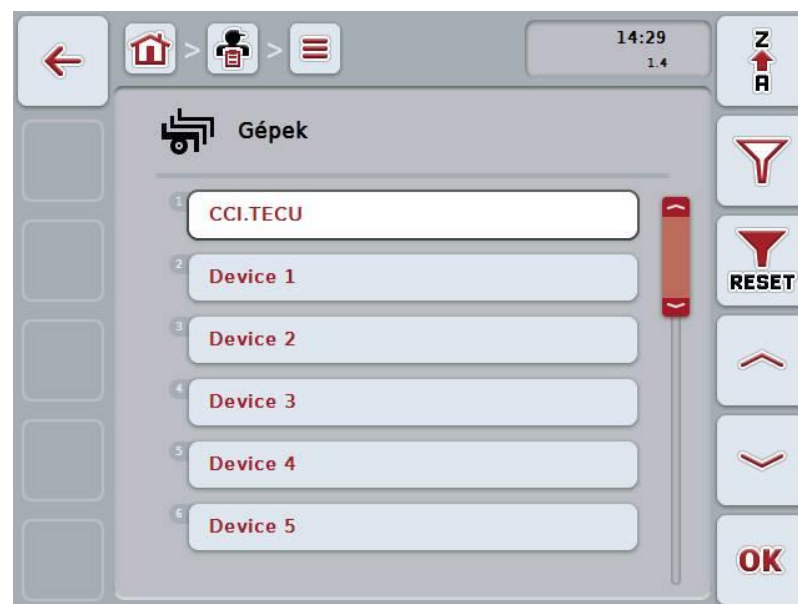 14:29
1.4
Z
A
Gépek
1
CCI.TECU
2
Device 1
RESET
3
Device 2
4
Device 3
5
Device 4
6
Device 5
OK